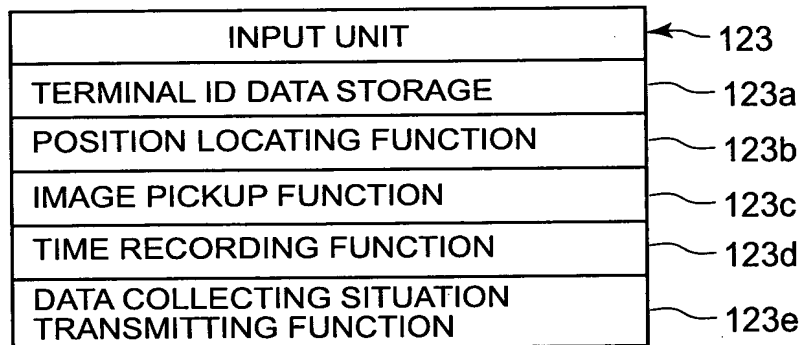 INPUT UNIT 123
TERMINAL ID DATA STORAGE 123a
POSITION LOCATING FUNCTION 123b
IMAGE PICKUP FUNCTION 123c
TIME RECORDING FUNCTION 123d
DATA COLLECTING SITUATION
TRANSMITTING FUNCTION 123e